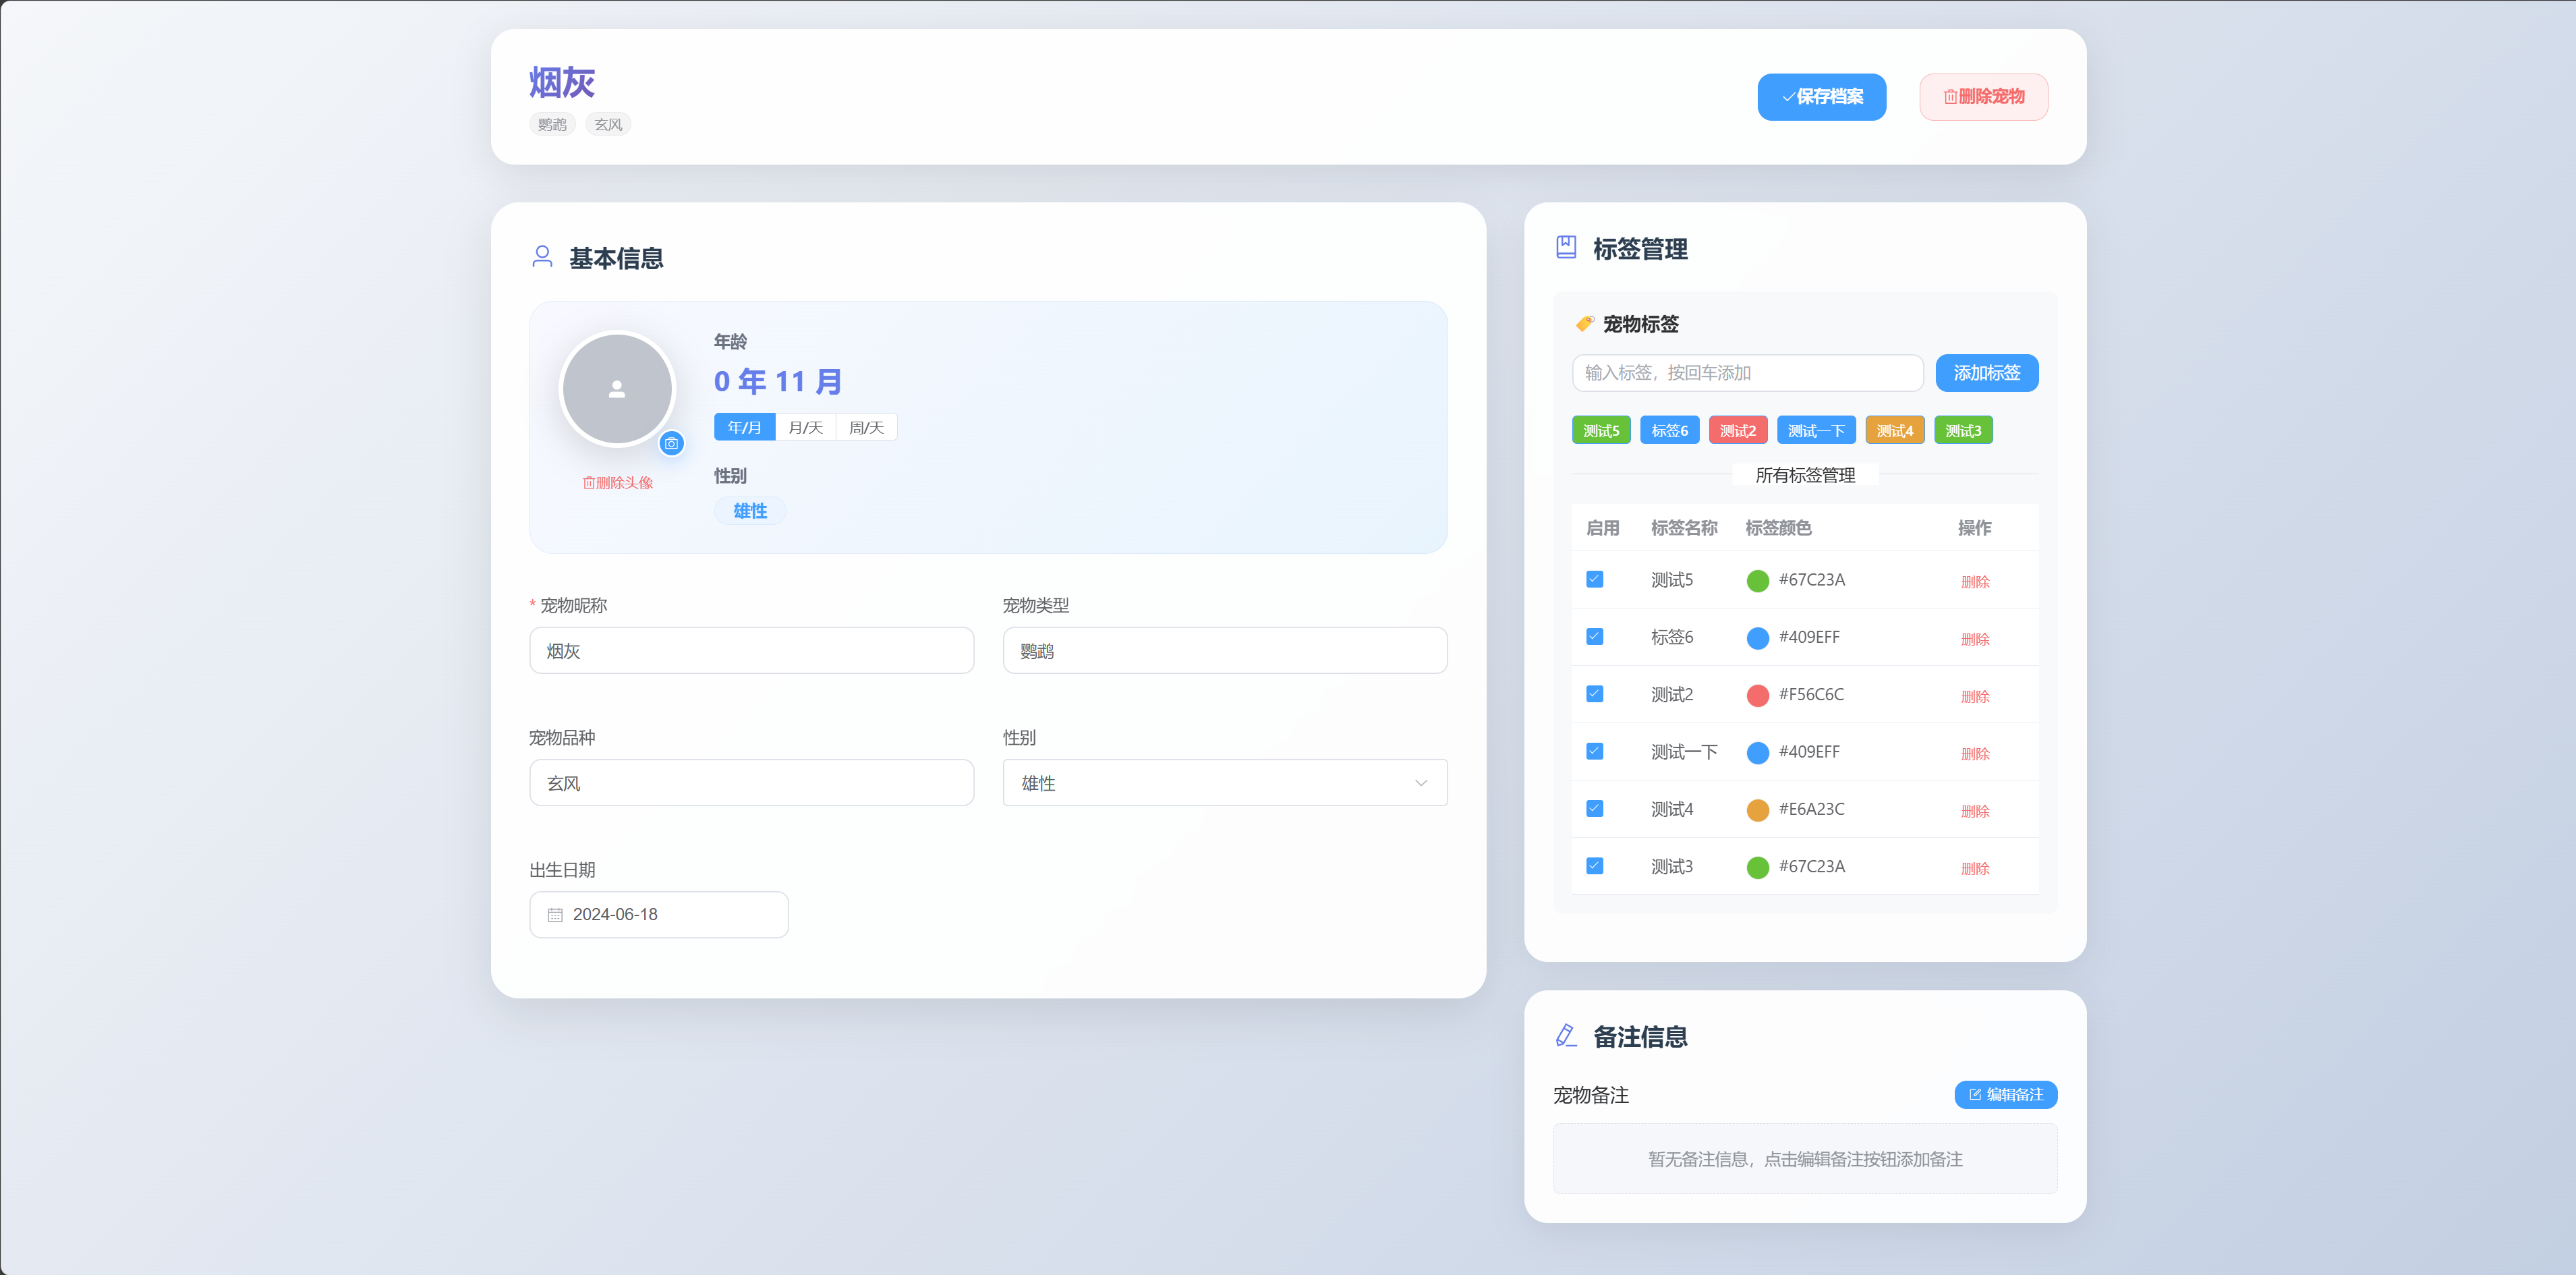 烟灰
鹦鹉 玄风
保存档案 删除宠物
基本信息
年龄
0 年 11 月
年/月 月/天 周/天
删除头像
性别
雄性
* 宠物昵称 宠物类型
烟灰 鹦鹉
宠物品种 性别
玄风 雄性
出生日期
2024-06-18
标签管理
宠物标签
输入标签，按回车添加 添加标签
测试5 标签6 测试2 测试一下 测试4 测试3
所有标签管理
启用 标签名称 标签颜色 操作
测试5 #67C23A 删除
标签6 #409EFF 删除
测试2 #F56C6C 删除
测试一下 #409EFF 删除
测试4 #E6A23C 删除
测试3 #67C23A 删除
备注信息
宠物备注 编辑备注
暂无备注信息，点击编辑备注按钮添加备注